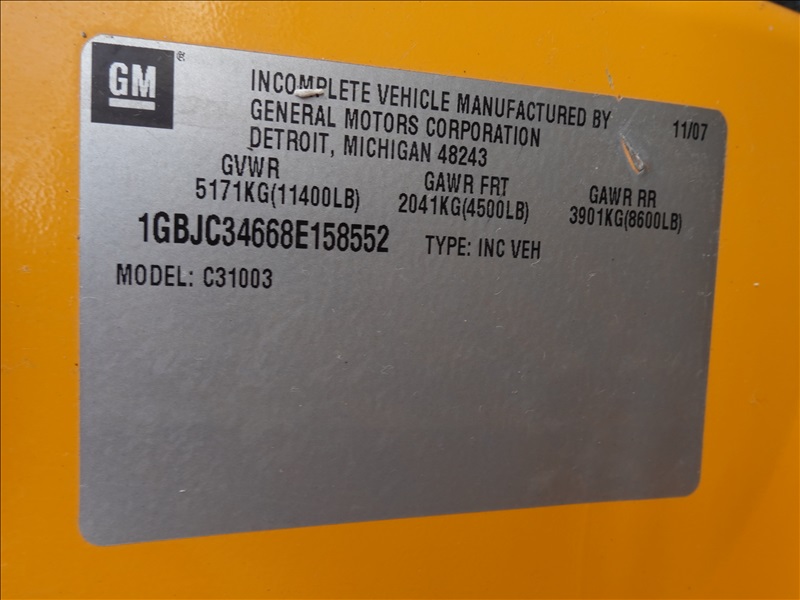 GM®
INCOMPLETE VEHICLE MANUFACTURED BY
GENERAL MOTORS CORPORATION 11/07
DETROIT, MICHIGAN 48243
GVWR GAWR FRT GAWR RR
5171KG(11400LB) 2041KG(4500LB) 3901KG(8600LB)
1GBJC34668E158552 TYPE: INC VEH
MODEL: C31003